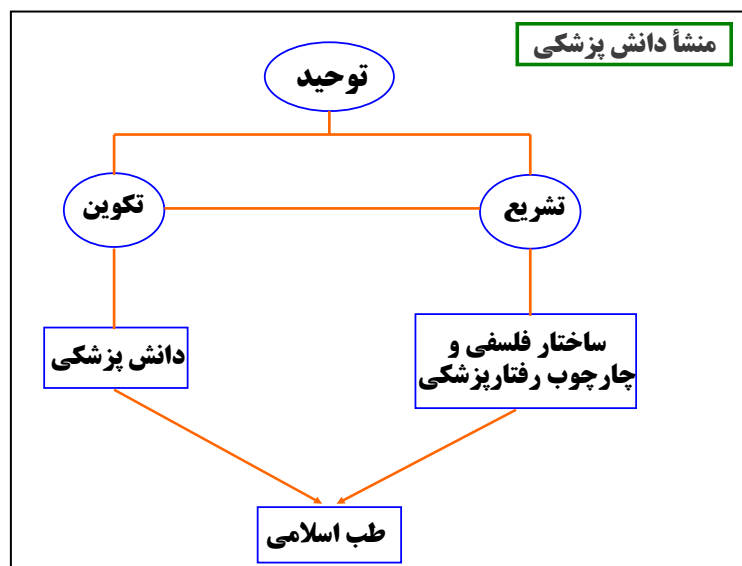 منشأ دانش پزشکی
توحید
تشریع
تکوین
ساختار فلسفی و
چارچوب رفتارپزشکی
دانش پزشکی
طب اسلامی